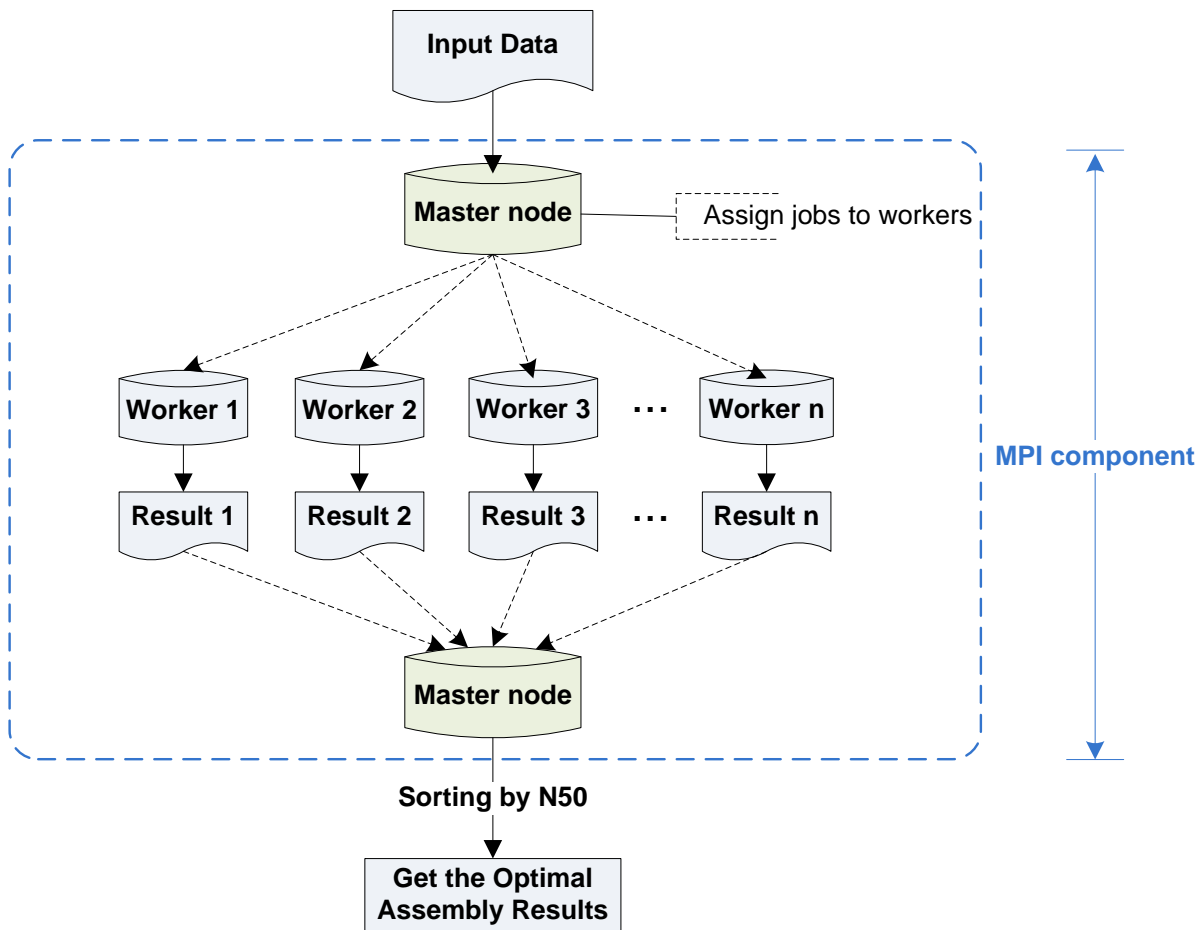 Input Data
Master node
Assign jobs to workers
Worker 1
Worker 2
Worker 3
...
Worker n
MPI component
Result 1
Result 2
Result 3
...
Result n
Master node
Sorting by N50
Get the Optimal
Assembly Results